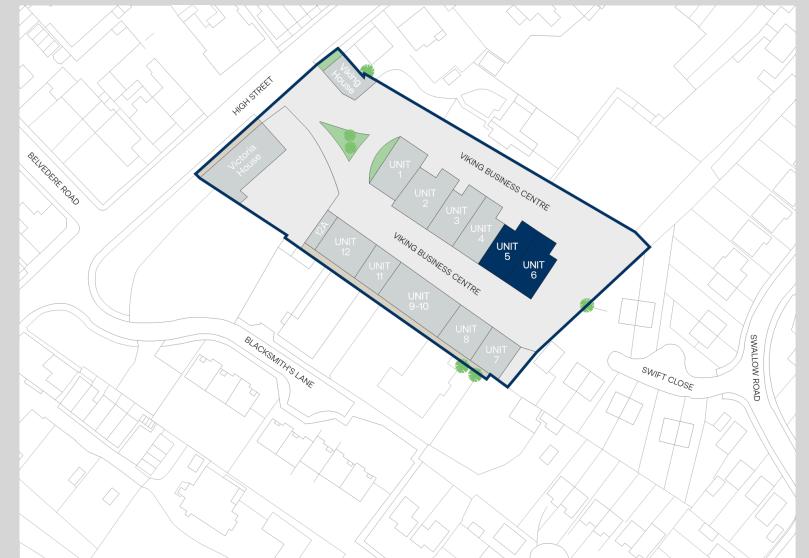 Viking
House
HIGH STREET
Victoria
House
BELVEDERE ROAD
VIKING BUSINESS CENTRE
UNIT
1
UNIT
2
UNIT
3
UNIT
4
UNIT
5
UNIT
6
12A
UNIT
12
VIKING BUSINESS CENTRE
UNIT
11
UNIT
9-10
UNIT
8
UNIT
7
BLACKSMITH'S LANE
SWIFT CLOSE
SWALLOW ROAD